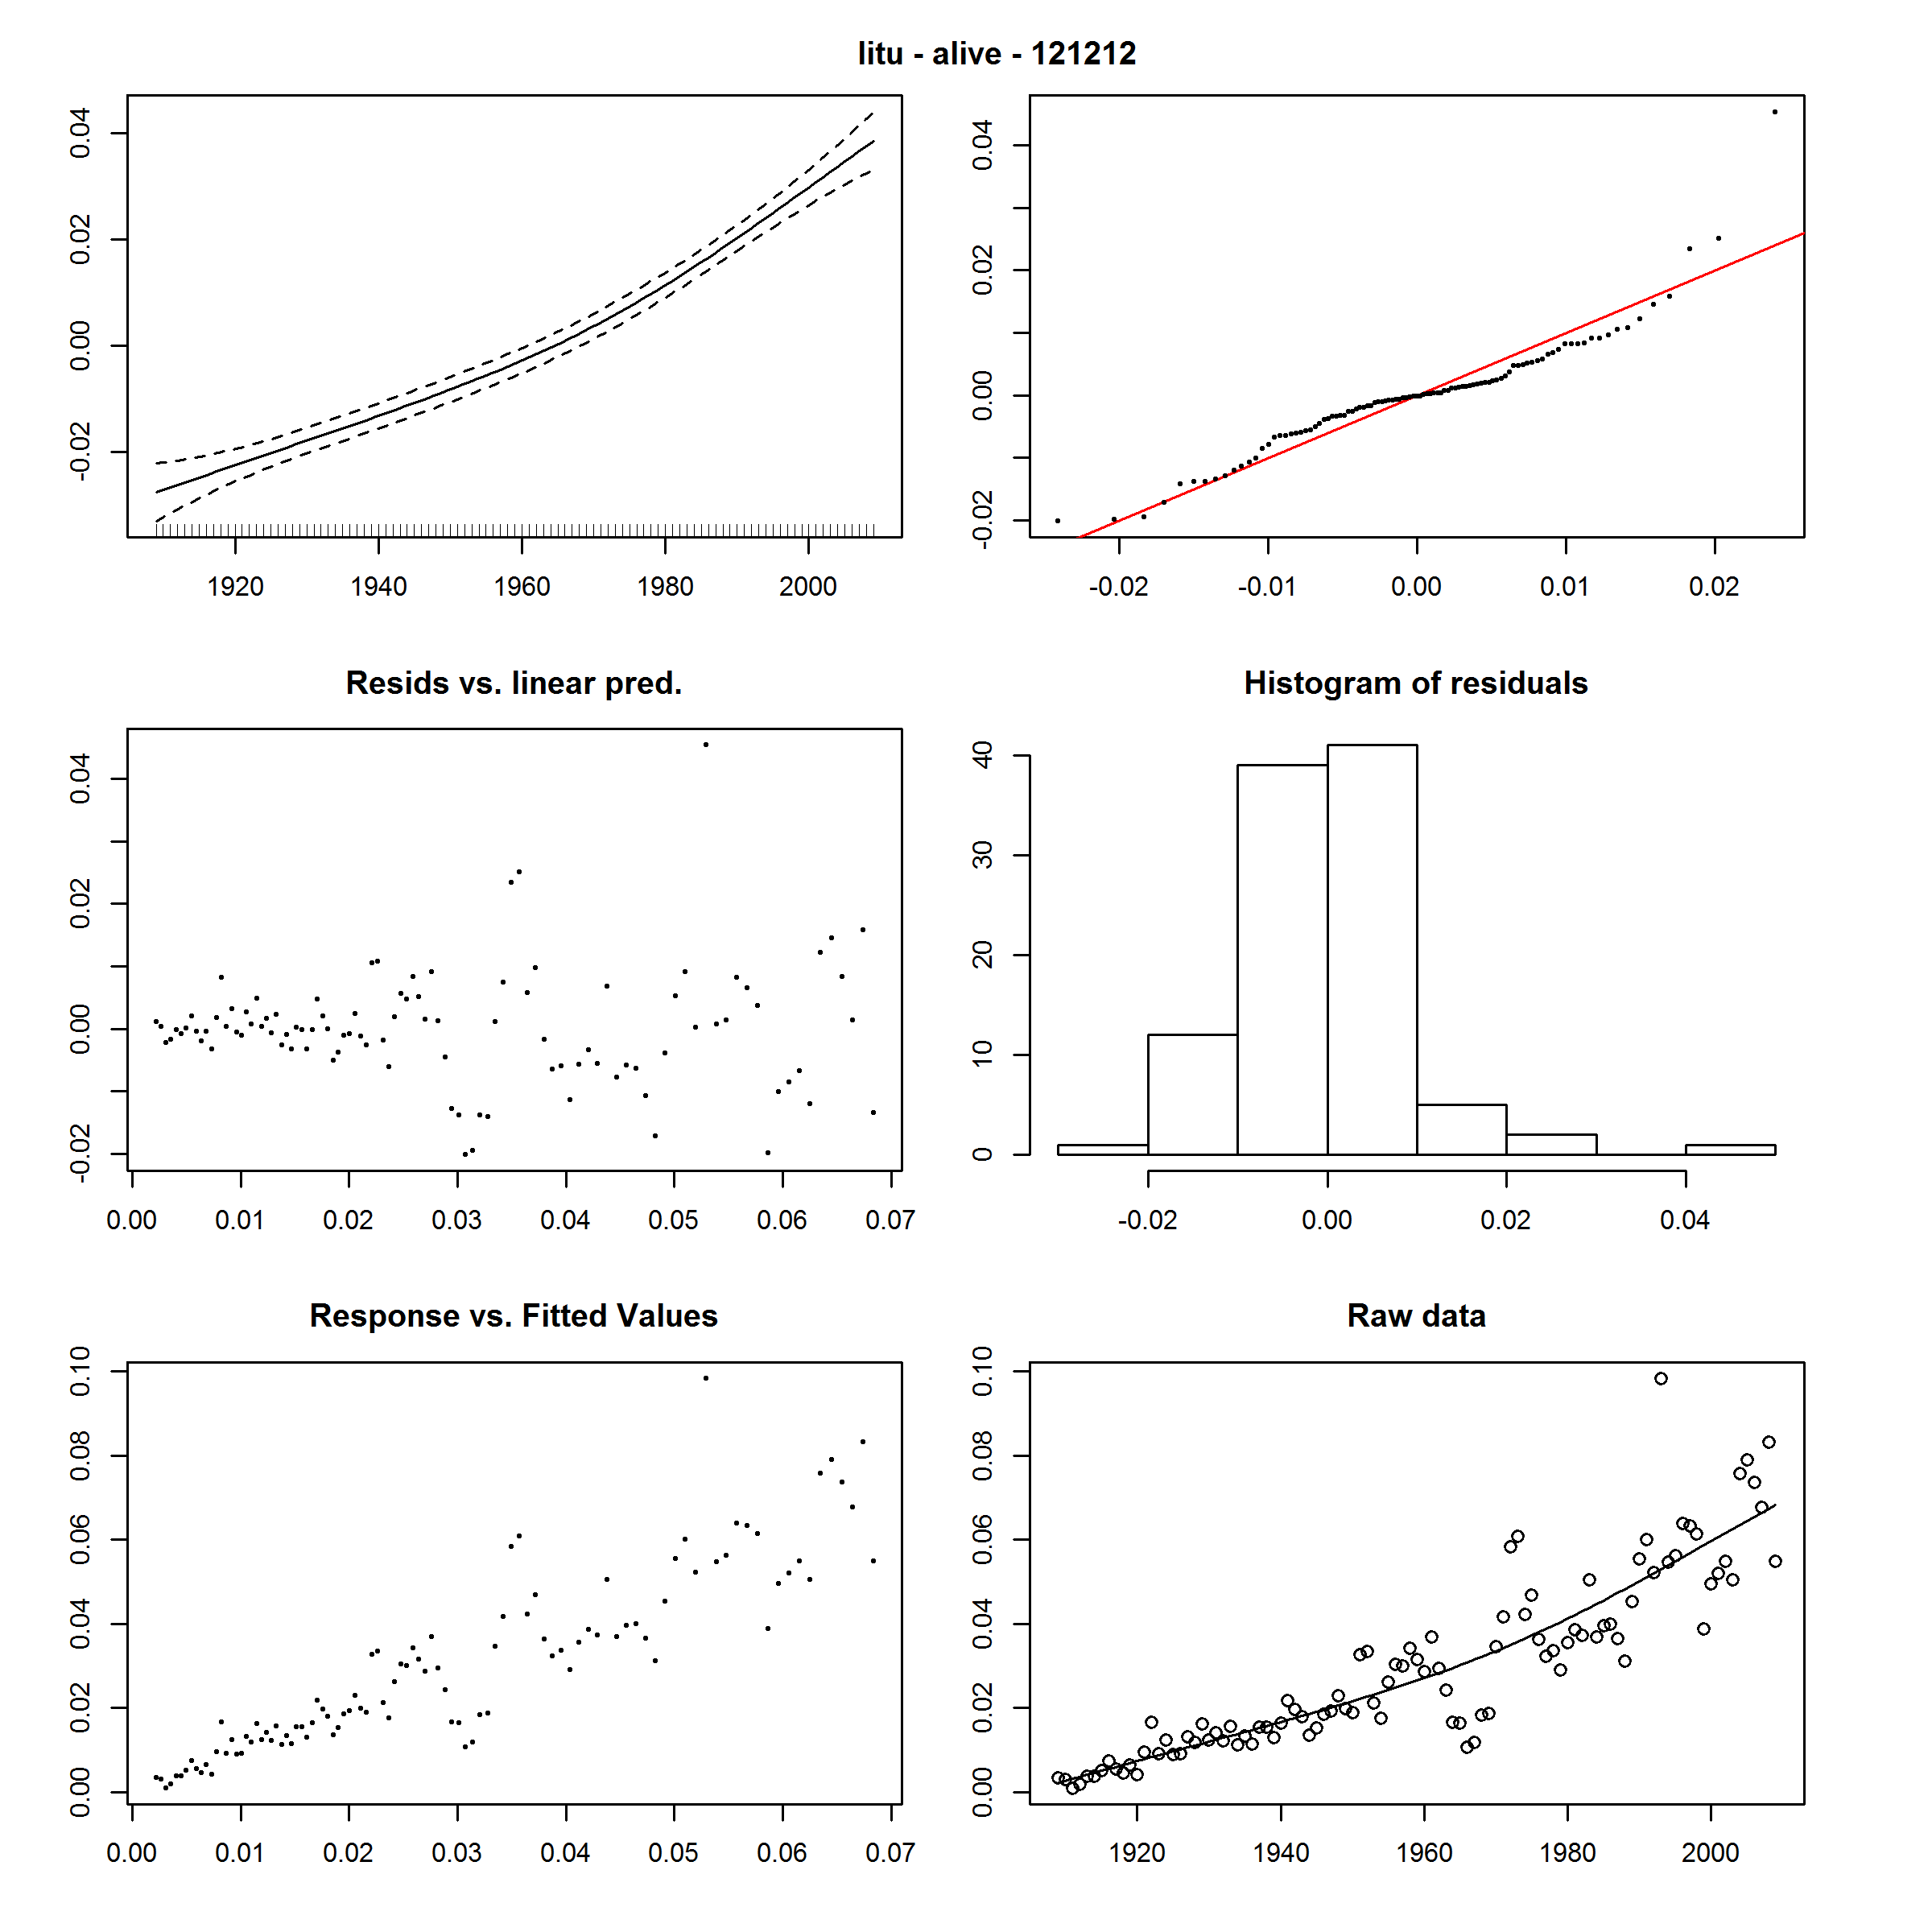 litu - alive - 121212
0.04
0.02
0.00
-0.02
1920 1940 1960 1980 2000
0.04
0.02
0.00
-0.02
-0.02 -0.01 0.00 0.01 0.02
Resids vs. linear pred.
0.04
0.02
0.00
-0.02
0.00 0.01 0.02 0.03 0.04 0.05 0.06 0.07
Histogram of residuals
40
30
20
10
0
-0.02 0.00 0.02 0.04
Response vs. Fitted Values
0.10
0.08
0.06
0.04
0.02
0.00
0.00 0.01 0.02 0.03 0.04 0.05 0.06 0.07
Raw data
0.10
0.08
0.06
0.04
0.02
0.00
1920 1940 1960 1980 2000